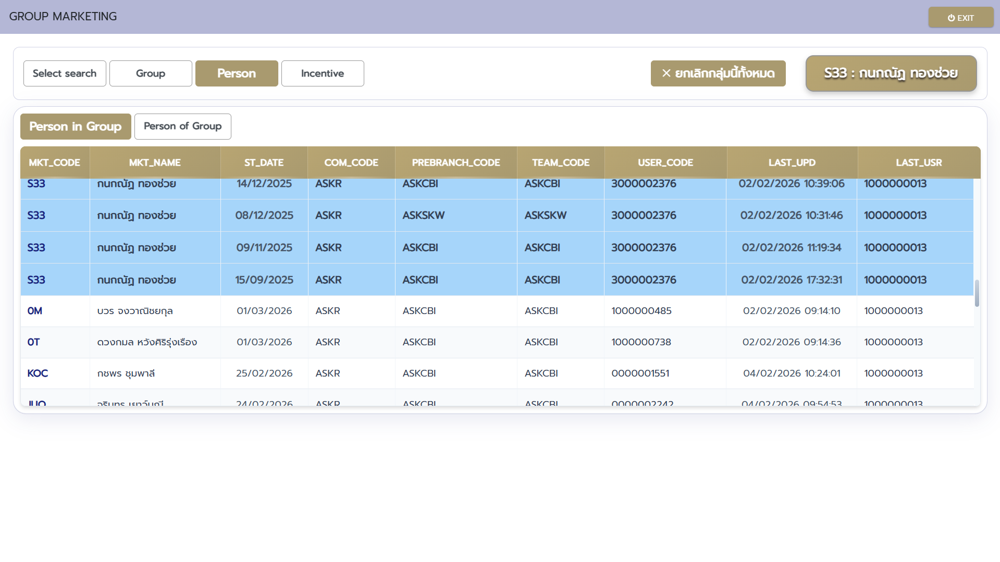 GROUP MARKETING
EXIT
Select search Group Person Incentive
ยกเลิกกลุ่มนี้ทั้งหมด
S33 : กนกณัฏ ทองช่วย
Person in Group Person of Group
MKT_CODE MKT_NAME ST_DATE COM_CODE PREBRANCH_CODE TEAM_CODE USER_CODE LAST_UPD LAST_USR
S33 กนกณัฏ ทองช่วย 14/12/2025 ASKR ASKCBI ASKCBI 3000002376 02/02/2026 10:39:06 1000000013
S33 กนกณัฏ ทองช่วย 08/12/2025 ASKR ASKSKW ASKSKW 3000002376 02/02/2026 10:31:46 1000000013
S33 กนกณัฏ ทองช่วย 09/11/2025 ASKR ASKCBI ASKCBI 3000002376 02/02/2026 11:19:34 1000000013
S33 กนกณัฏ ทองช่วย 15/09/2025 ASKR ASKCBI ASKCBI 3000002376 02/02/2026 17:32:31 1000000013
0M บวร จงวาณิชยกุล 01/03/2026 ASKR ASKCBI ASKCBI 1000000485 02/02/2026 09:14:10 1000000013
0T ดวงกมล หวังศิริรุ่งเรือง 01/03/2026 ASKR ASKCBI ASKCBI 1000000738 02/02/2026 09:14:36 1000000013
KOC กชพร ชุมพาลี 25/02/2026 ASKR ASKCBI ASKCBI 0000001551 04/02/2026 10:24:01 1000000013
24/02/2026 ASKR ASKCBI ASKCBI 0000002242 04/02/2026 09:54:53 1000000013